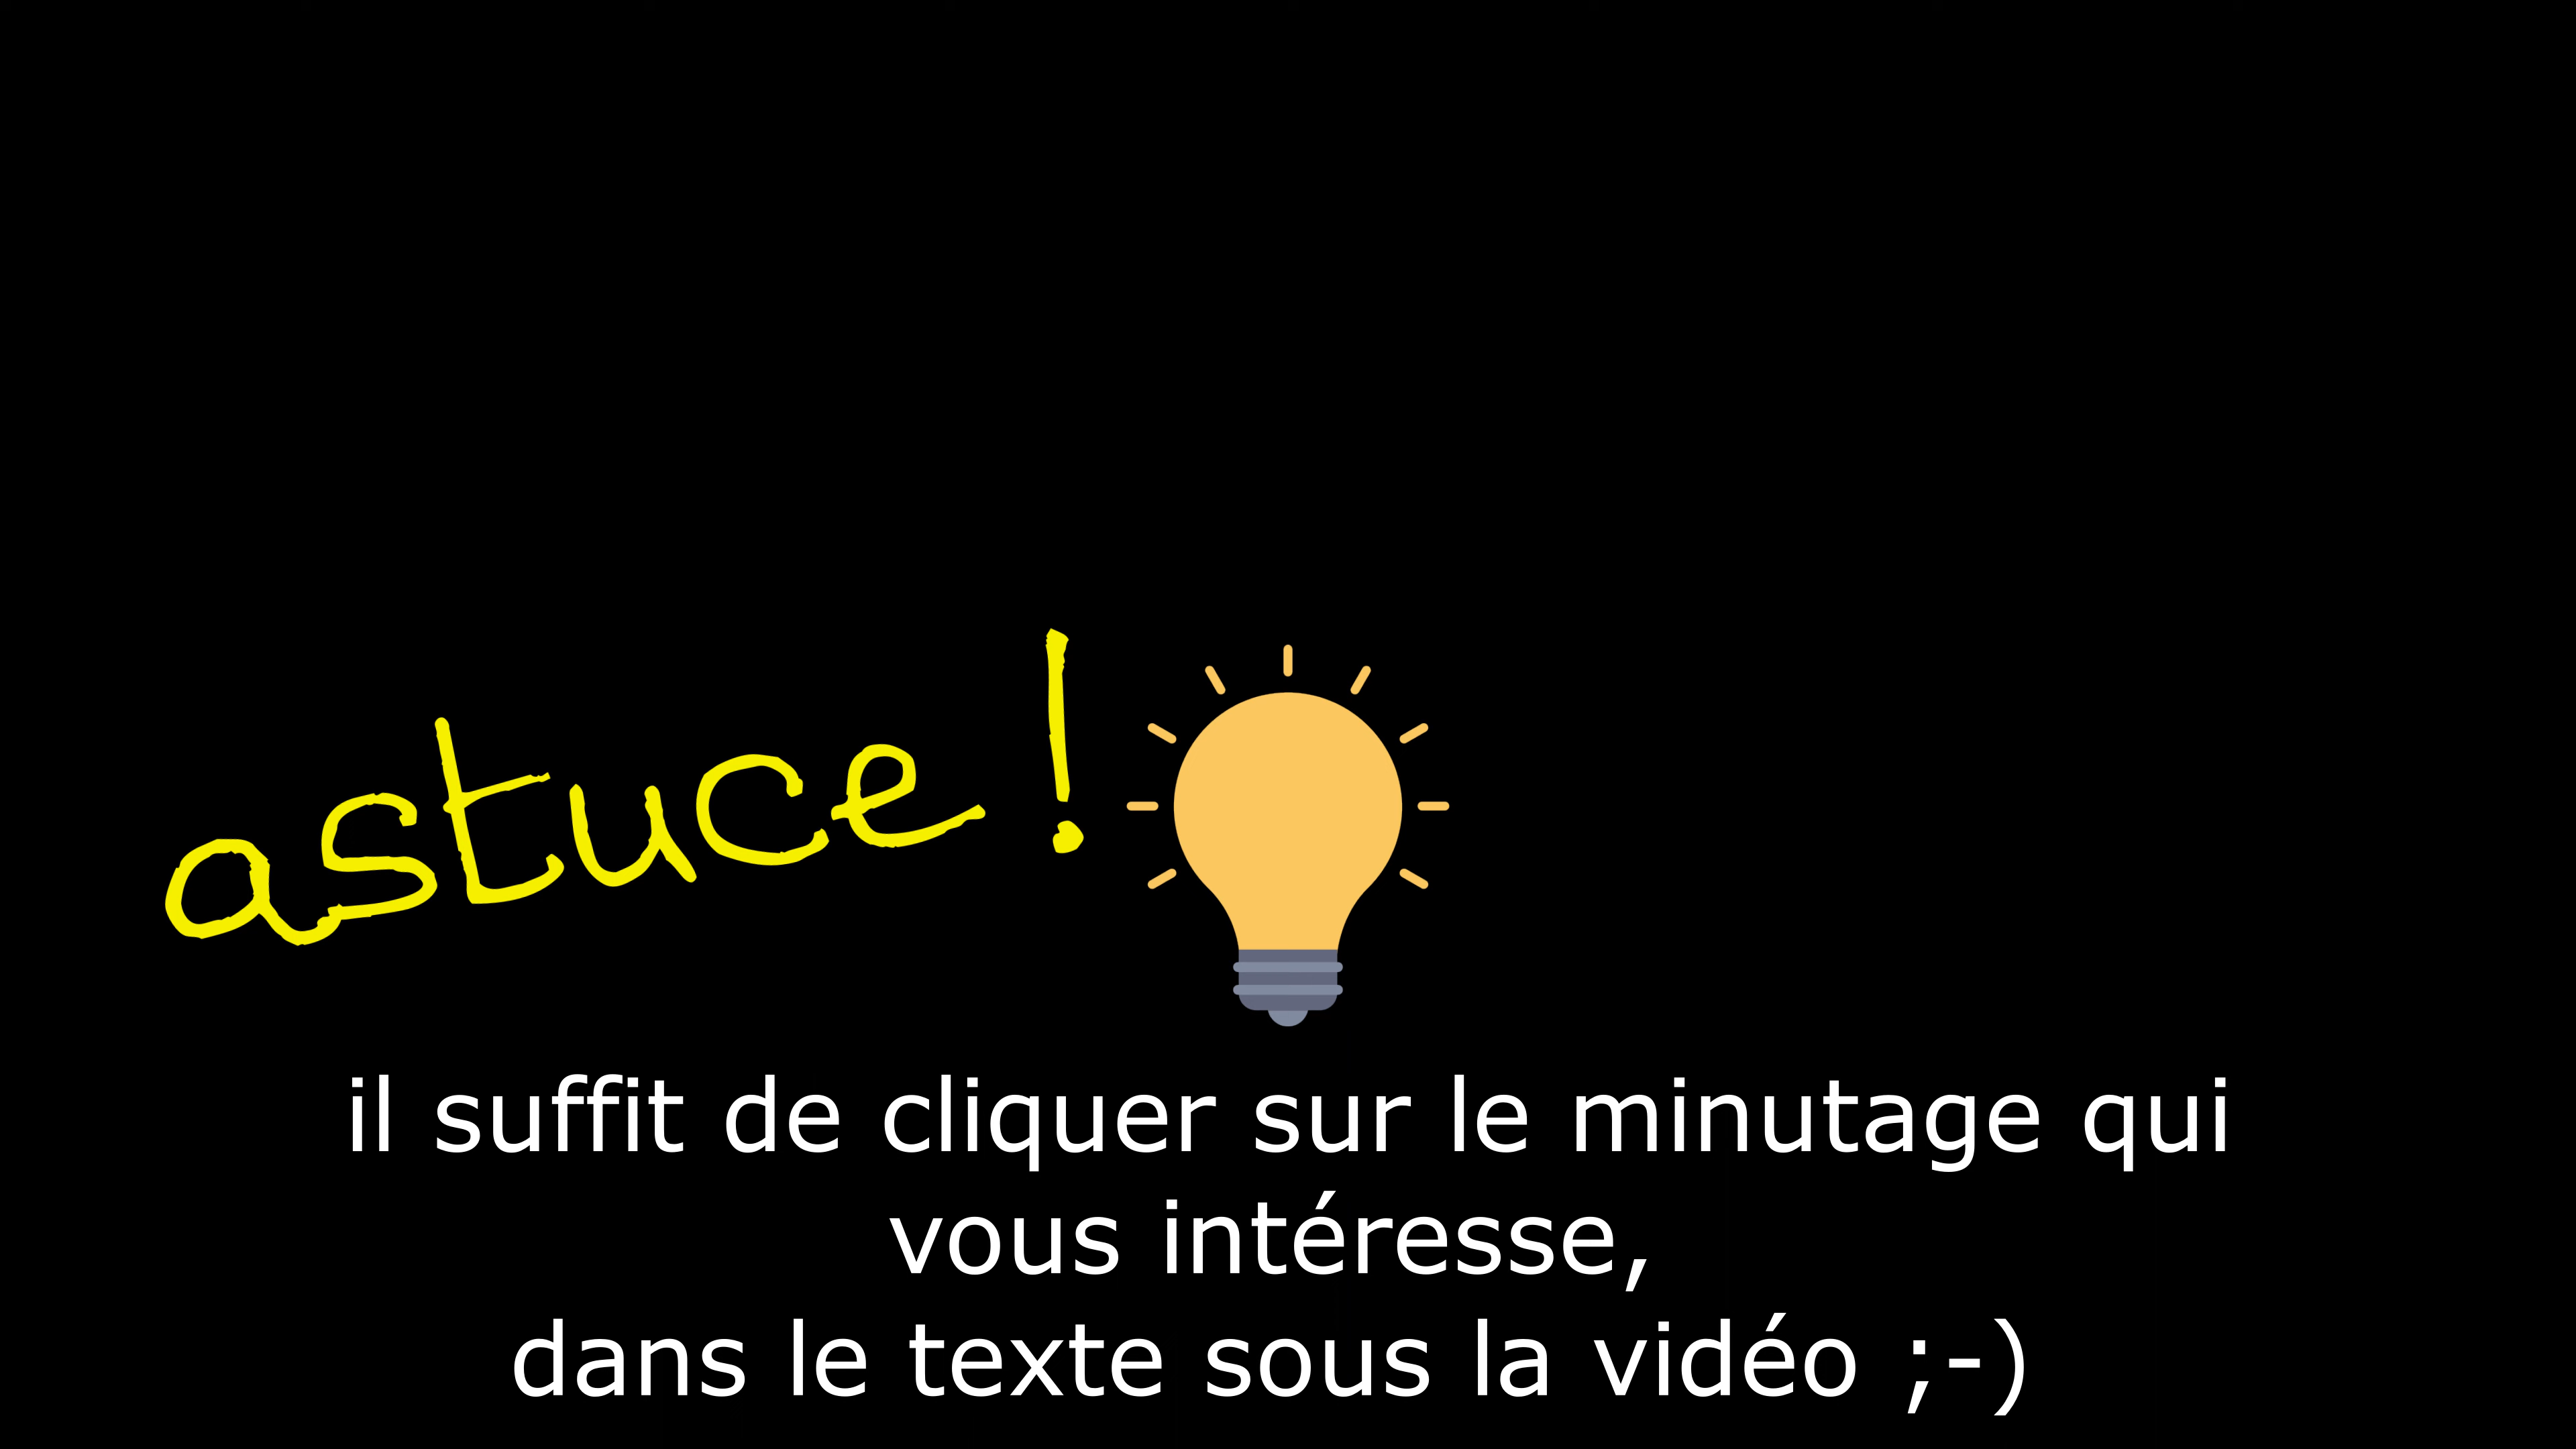 astuce !
il suffit de cliquer sur le minutage qui
vous intéresse,
dans le texte sous la vidéo ;-)